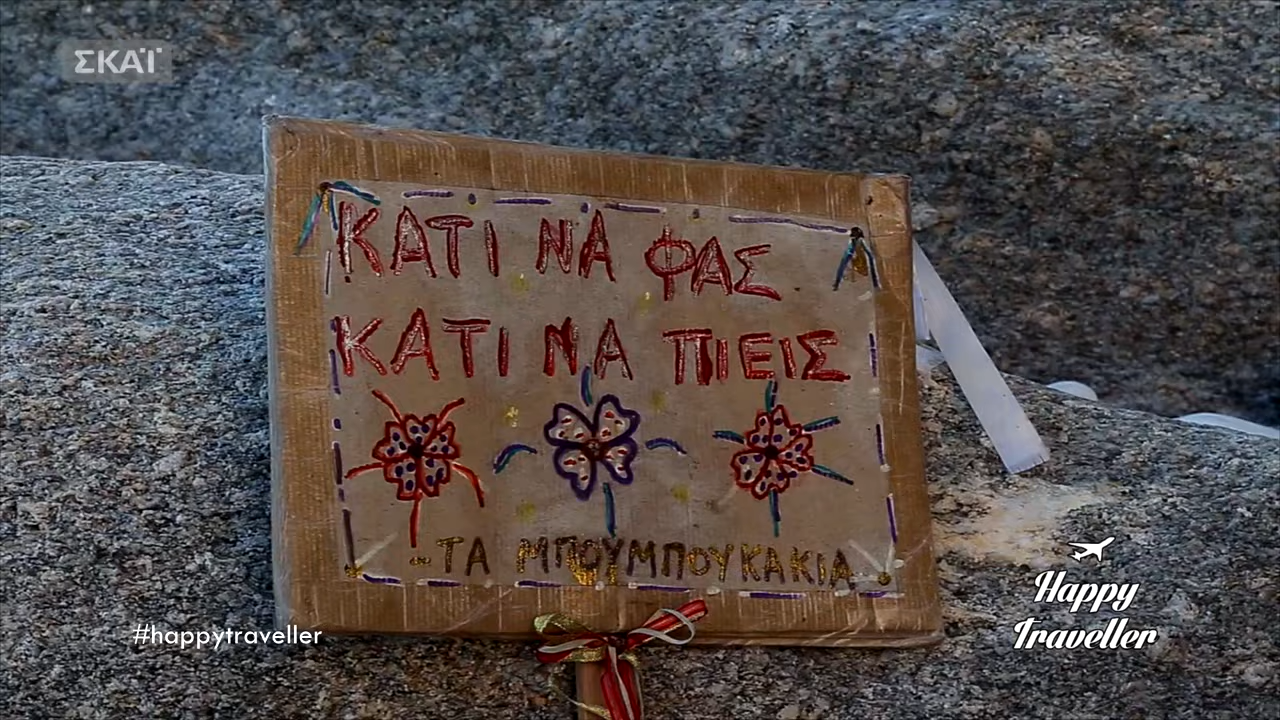 ΣΚΑΪ
ΚΑΤΙ ΝΑ ΦΑΣ
ΚΑΤΙ ΝΑ ΠΙΕΙΣ
-ΤΑ ΜΠΟΥΜΠΟΥΚΑΚΙΑ
#happytraveller
Happy
Traveller